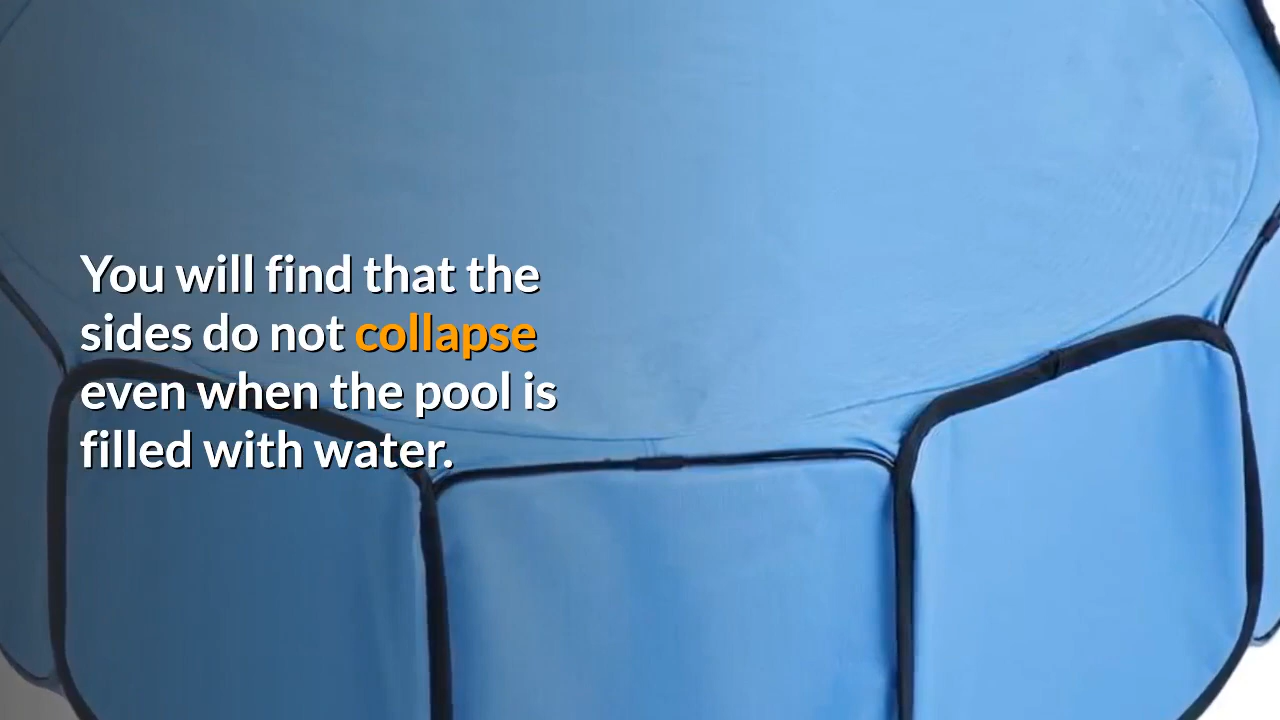 You will find that the
sides do not collapse
even when the pool is
filled with water.